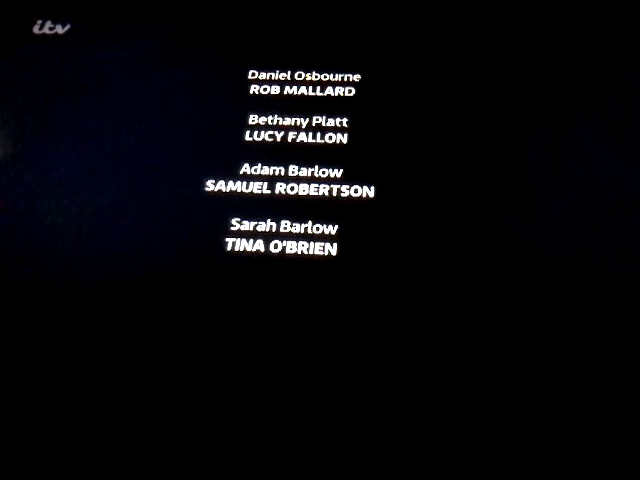 itv
Daniel Osbourne
ROB MALLARD
Bethany Platt
LUCY FALLON
Adam Barlow
SAMUEL ROBERTSON
Sarah Barlow
TINA O'BRIEN